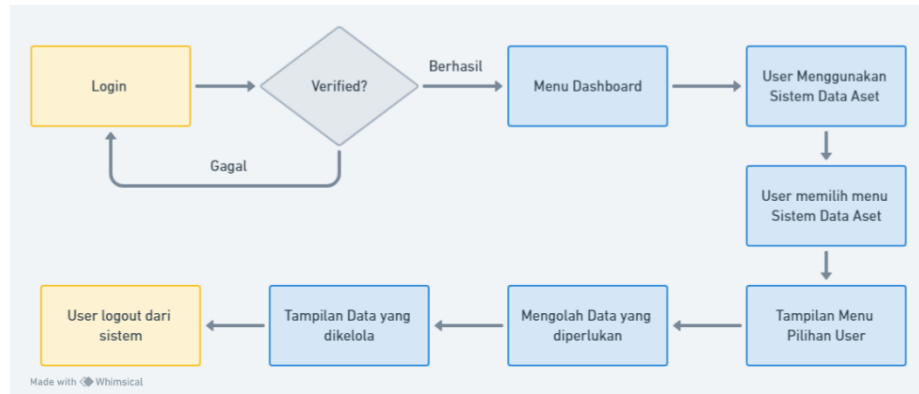 Login
Verified?
Berhasil
Menu Dashboard
User Menggunakan
Sistem Data Aset
Gagal
User memilih menu
Sistem Data Aset
Tampilan Menu
Pilihan User
Mengolah Data yang
diperlukan
Tampilan Data yang
dikelola
User logout dari
sistem
Made with Whimsical